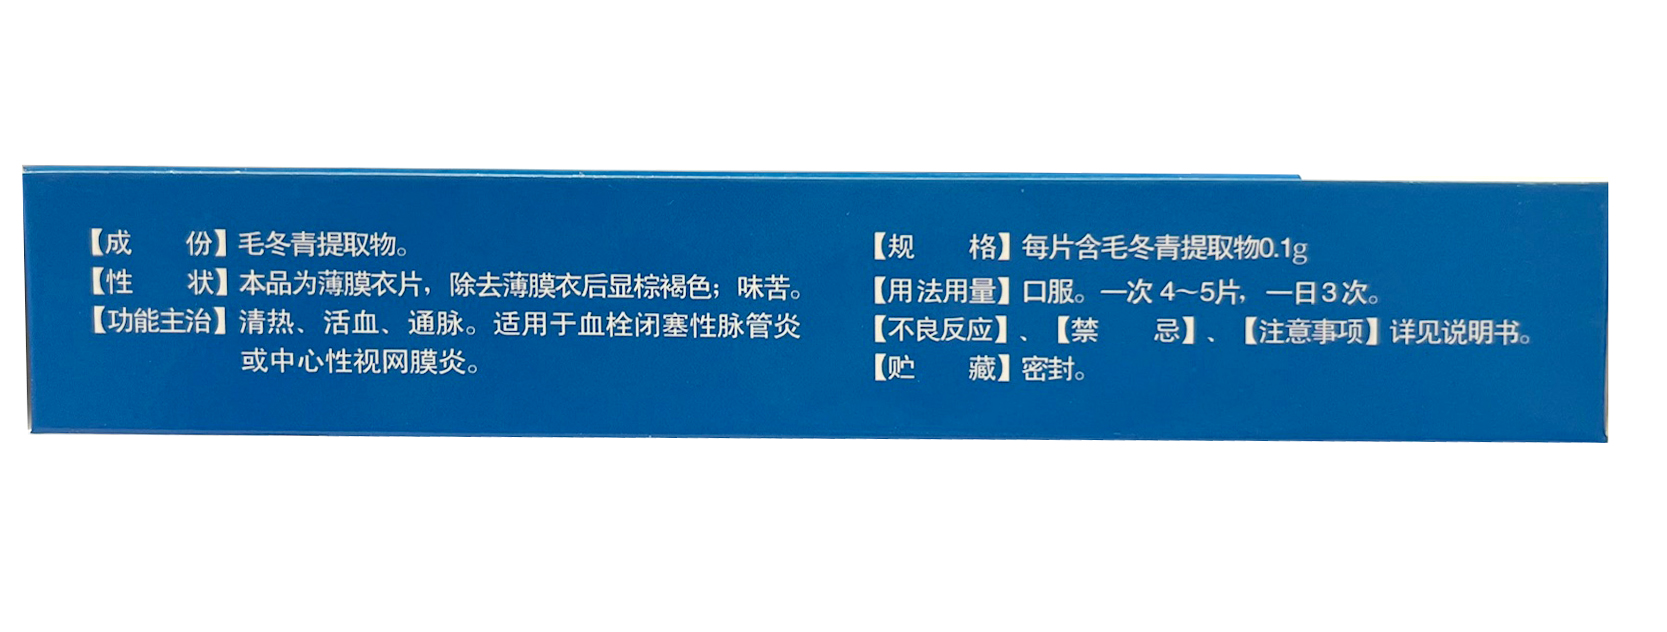 【成 份】毛冬青提取物。
【性 状】本品为薄膜衣片，除去薄膜衣后显棕褐色；味苦。
【功能主治】清热、活血、通脉。适用于血栓闭塞性脉管炎
或中心性视网膜炎。
【规 格】每片含毛冬青提取物0.1g
【用法用量】口服。一次 4～5片，一日3次。
【不良反应】、【禁 忌】、【注意事项】详见说明书。
【贮 藏】密封。